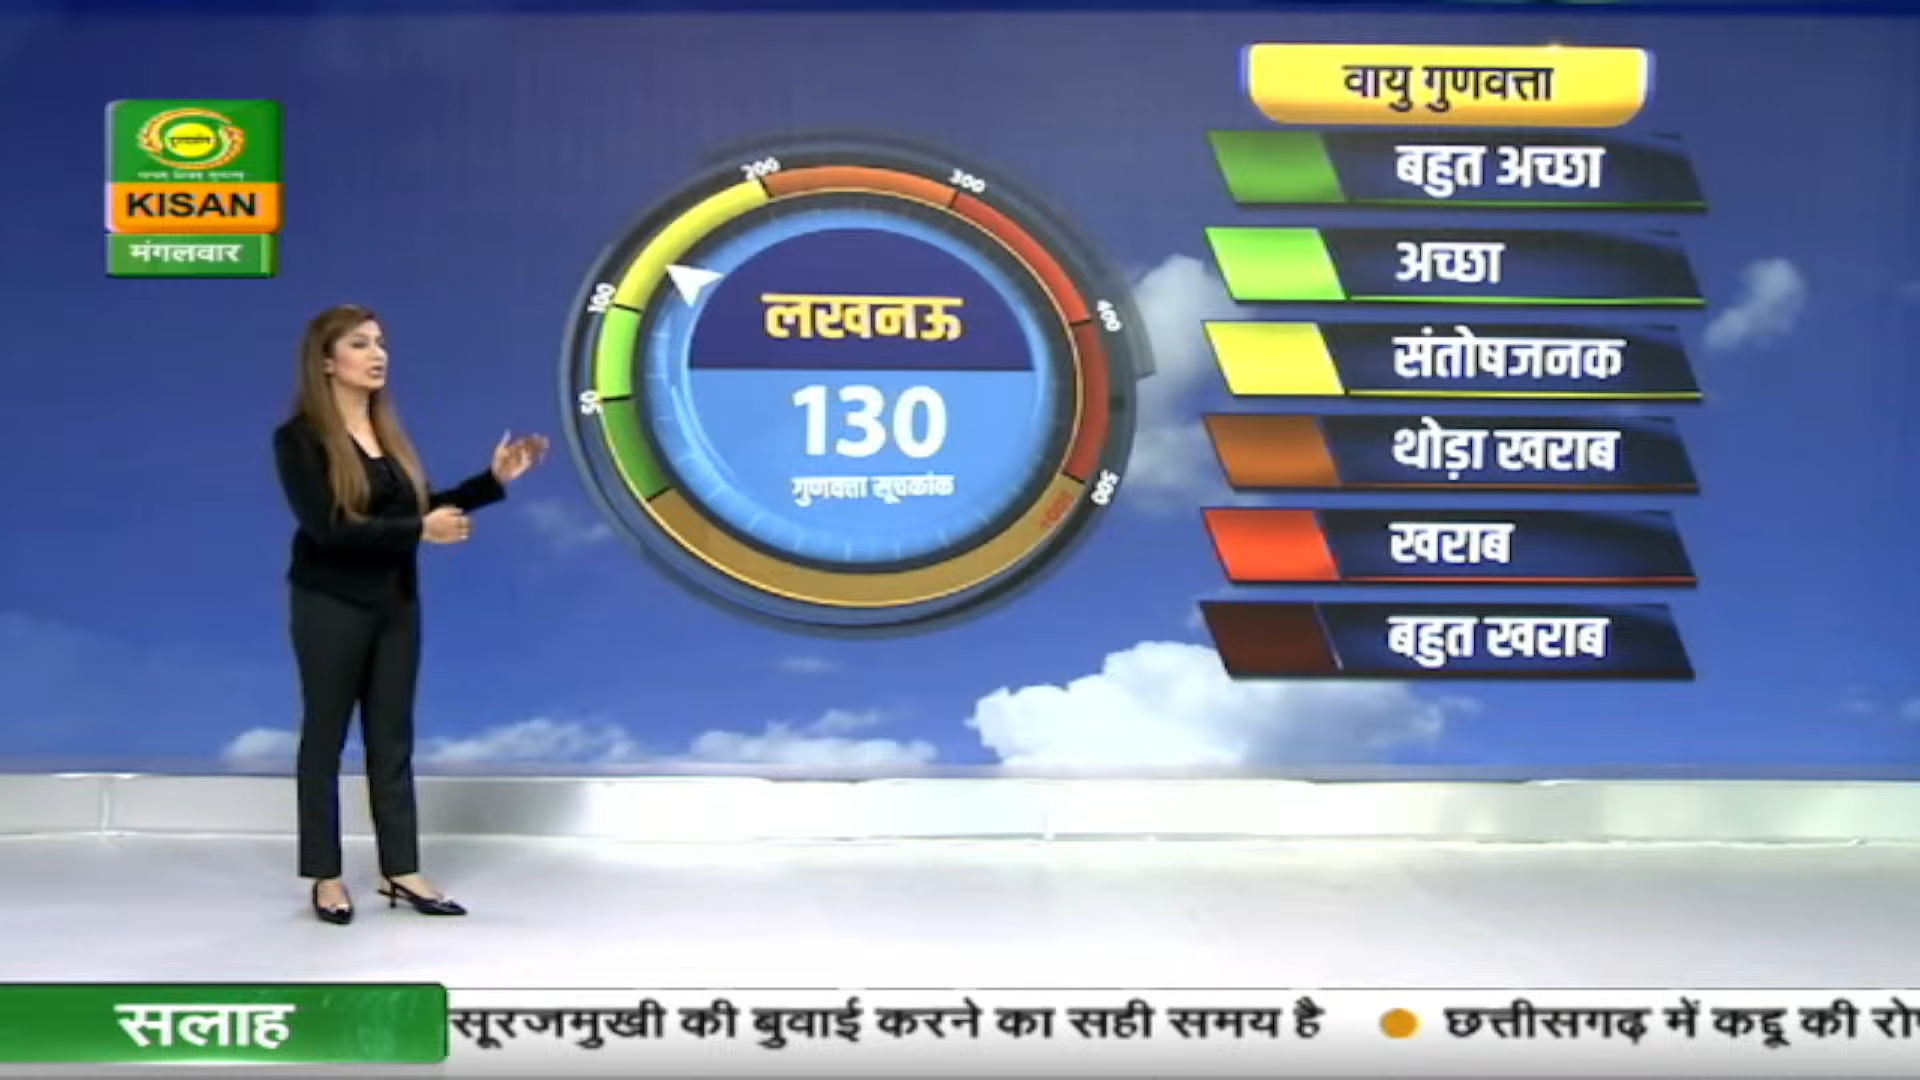 KISAN
मंगलवार
वायु गुणवत्ता
बहुत अच्छा
अच्छा
संतोषजनक
थोड़ा खराब
खराब
बहुत खराब
50
100
200
300
400
500
लखनऊ
130
गुणवत्ता सूचकांक
सलाह
सूरजमुखी की बुवाई करने का सही समय है
छत्तीसगढ़ में कद्दू की